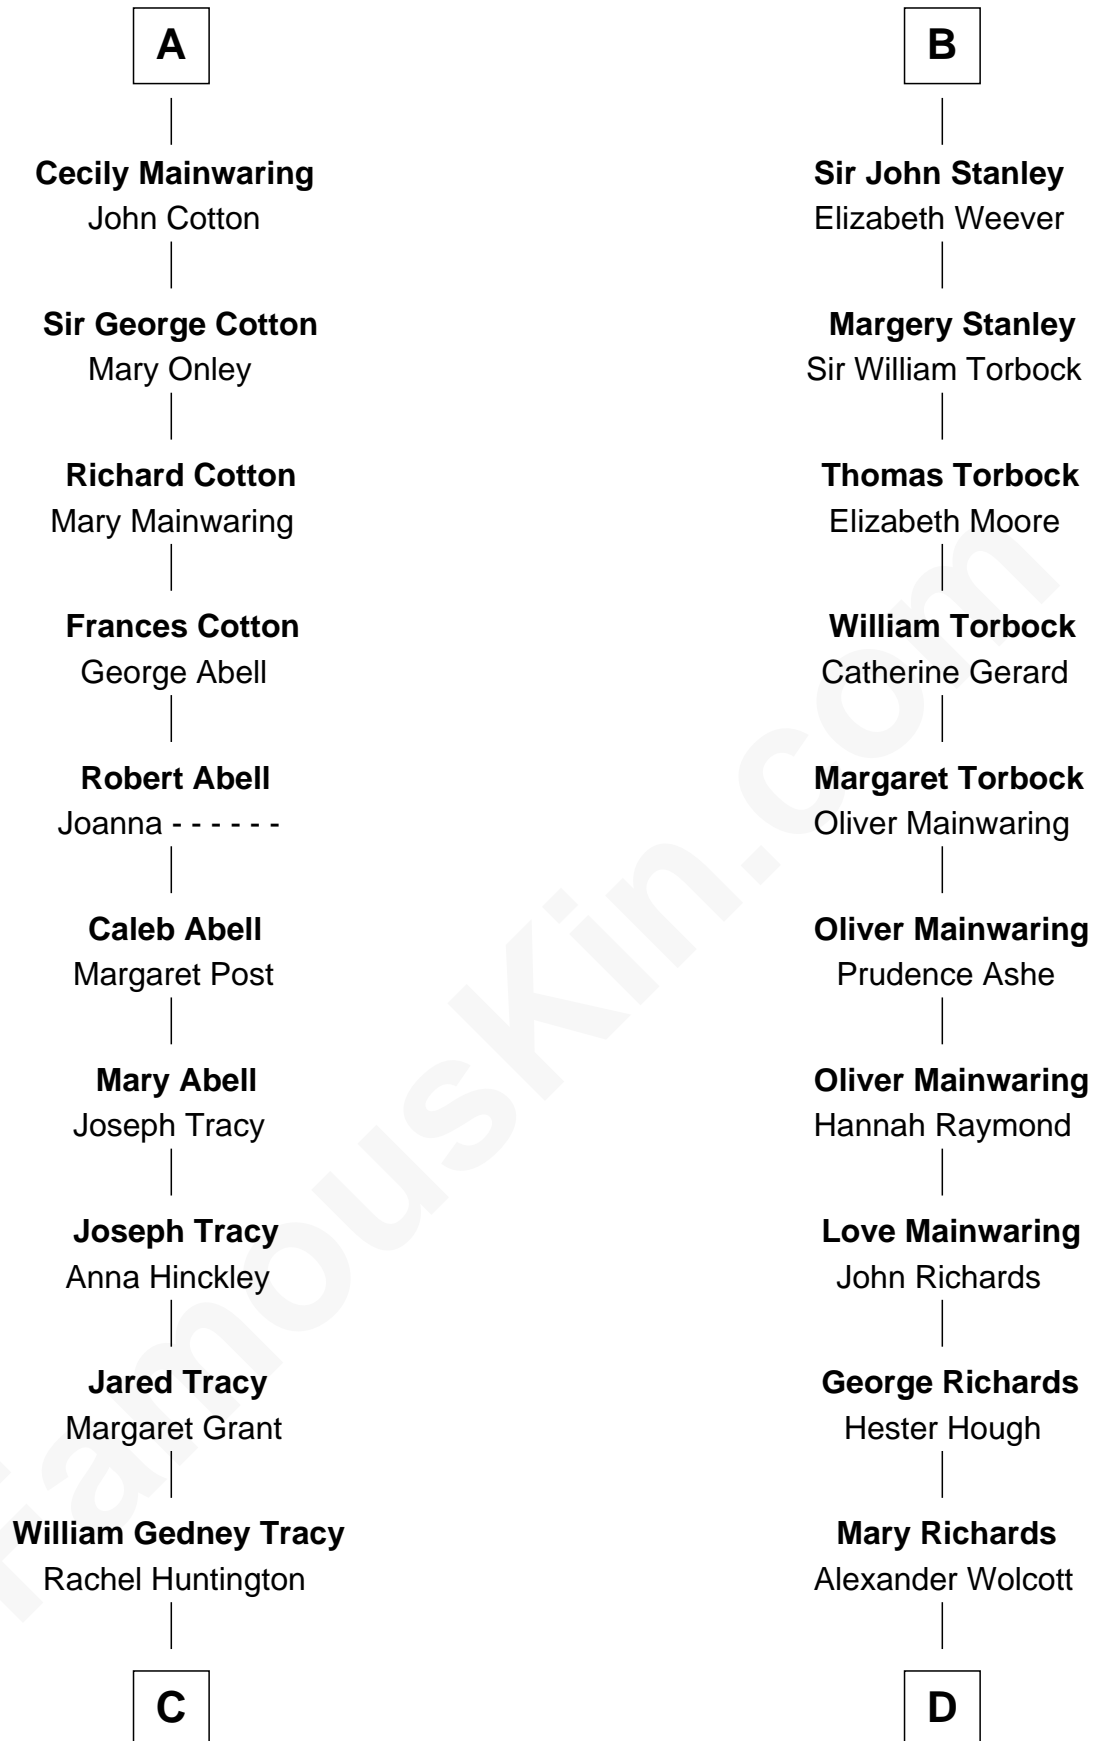 A
Cecily Mainwaring
John Cotton
Sir George Cotton
Mary Onley
Richard Cotton
Mary Mainwaring
Frances Cotton
George Abell
Robert Abell
Joanna - - - - - -
Caleb Abell
Margaret Post
Mary Abell
Joseph Tracy
Joseph Tracy
Anna Hinckley
Jared Tracy
Margaret Grant
William Gedney Tracy
Rachel Huntington
C
B
Sir John Stanley
Elizabeth Weever
Margery Stanley
Sir William Torbock
Thomas Torbock
Elizabeth Moore
William Torbock
Catherine Gerard
Margaret Torbock
Oliver Mainwaring
Oliver Mainwaring
Prudence Ashe
Oliver Mainwaring
Hannah Raymond
Love Mainwaring
John Richards
George Richards
Hester Hough
Mary Richards
Alexander Wolcott
D
FamousKin.com